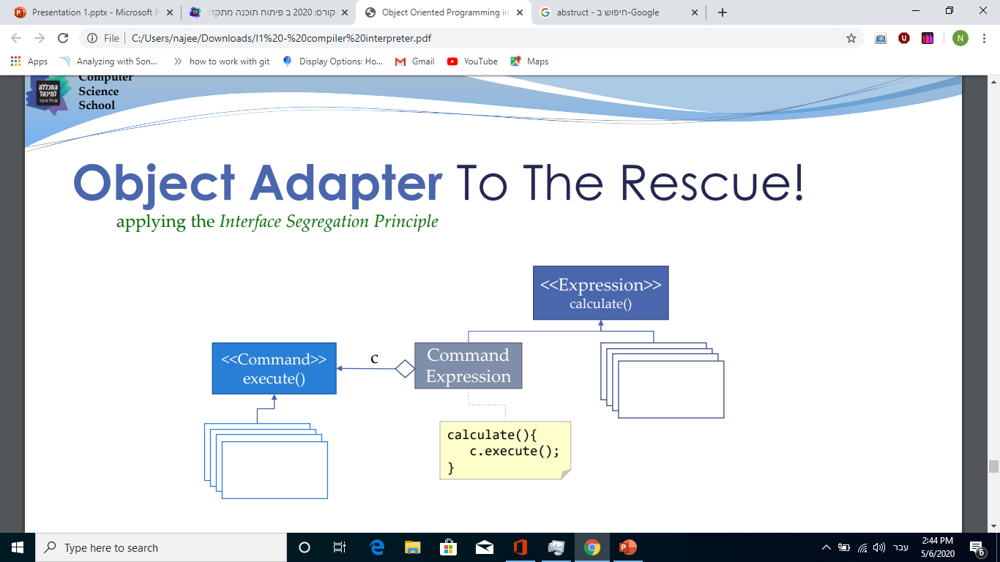 Presentation 1.pptx - Microsoft P
קורס: 2020 ב פיתוח תוכנה מתקדמ
Object Oriented Programming in
abstruct - חיפוש ב-Google
File
C:/Users/najee/Downloads/l1%20-%20compiler%20interpreter.pdf
N
Apps
Analyzing with Son...
how to work with git
Display Options: Ho...
Gmail
YouTube
Maps
Computer
Science
School
המכללה
למינהל
Object Adapter To The Rescue!
applying the Interface Segregation Principle
<<Expression>>
calculate()
<<Command>>
execute()
c
Command
Expression
calculate(){
c.execute();
}
Type here to search
עבר
2:44 PM
5/6/2020
6